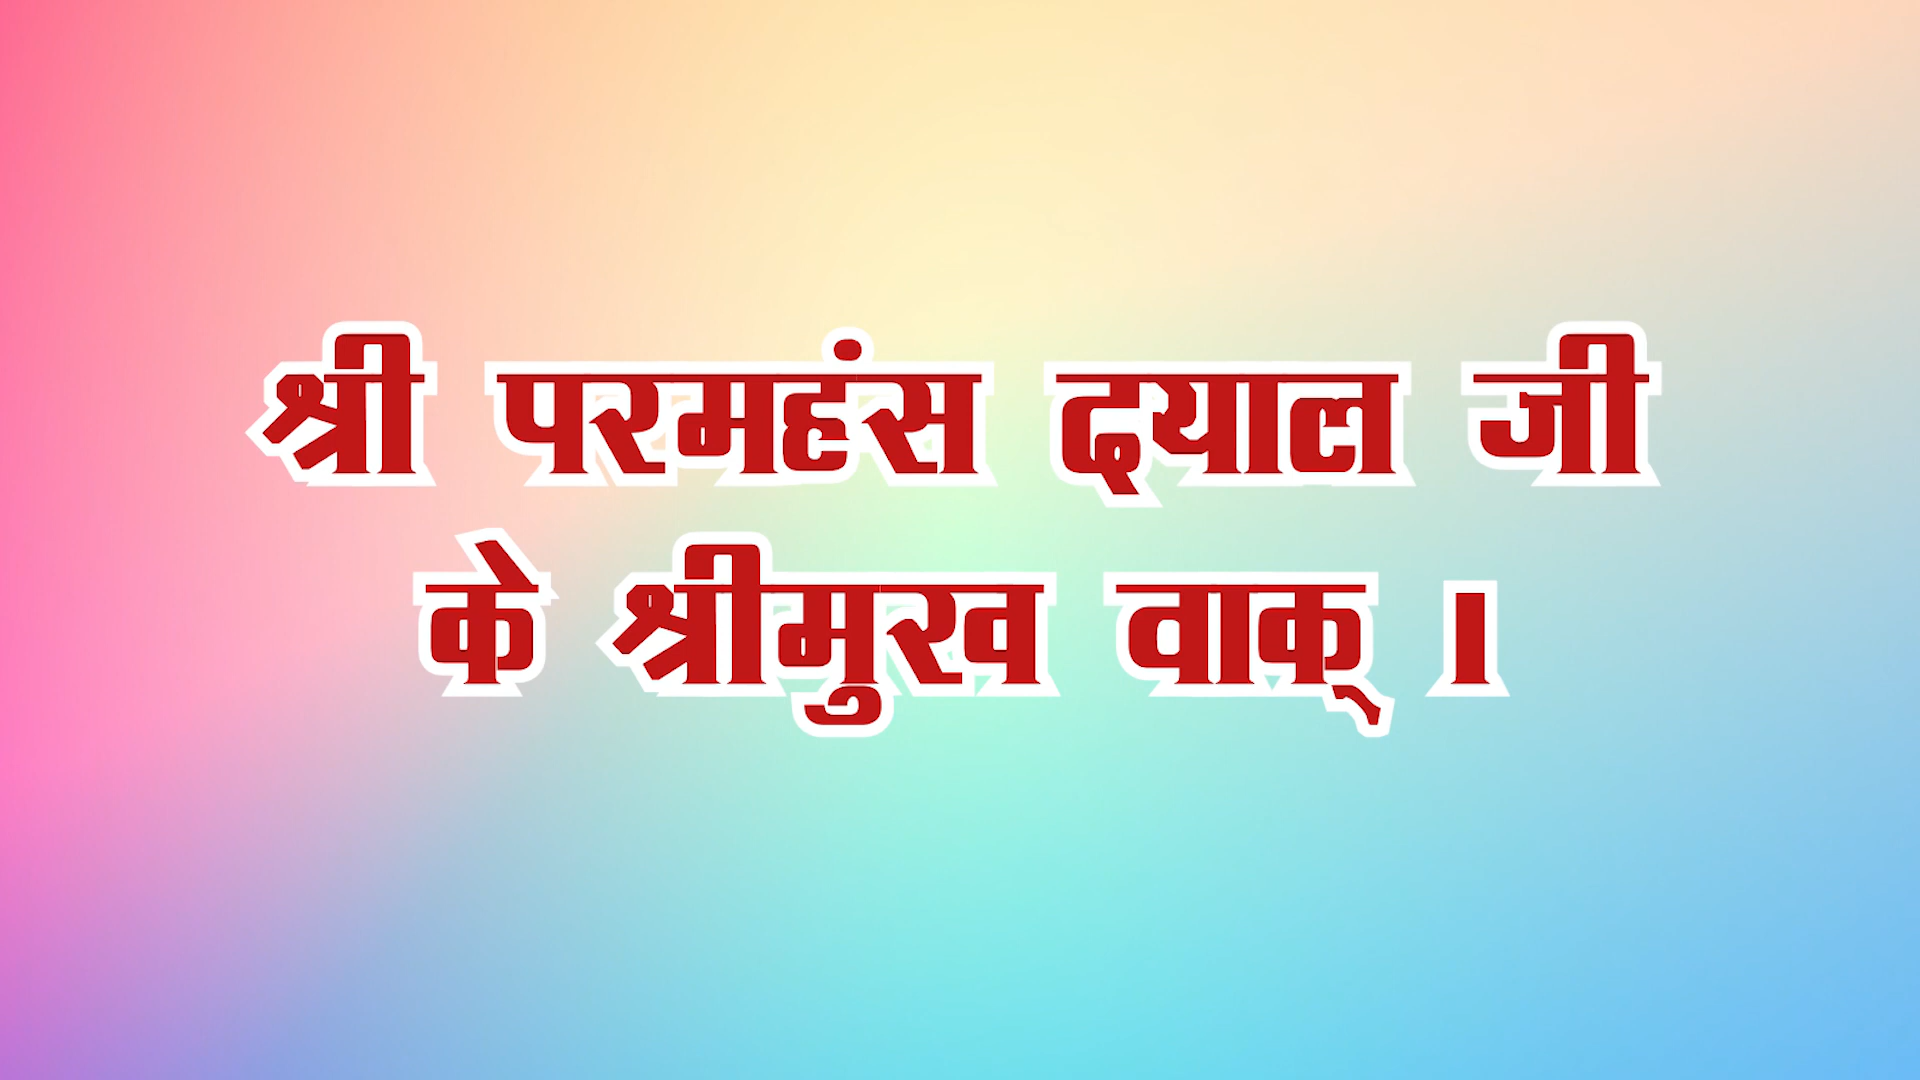 श्री परमहंस दयाल जी
के श्रीमुख वाक् ।